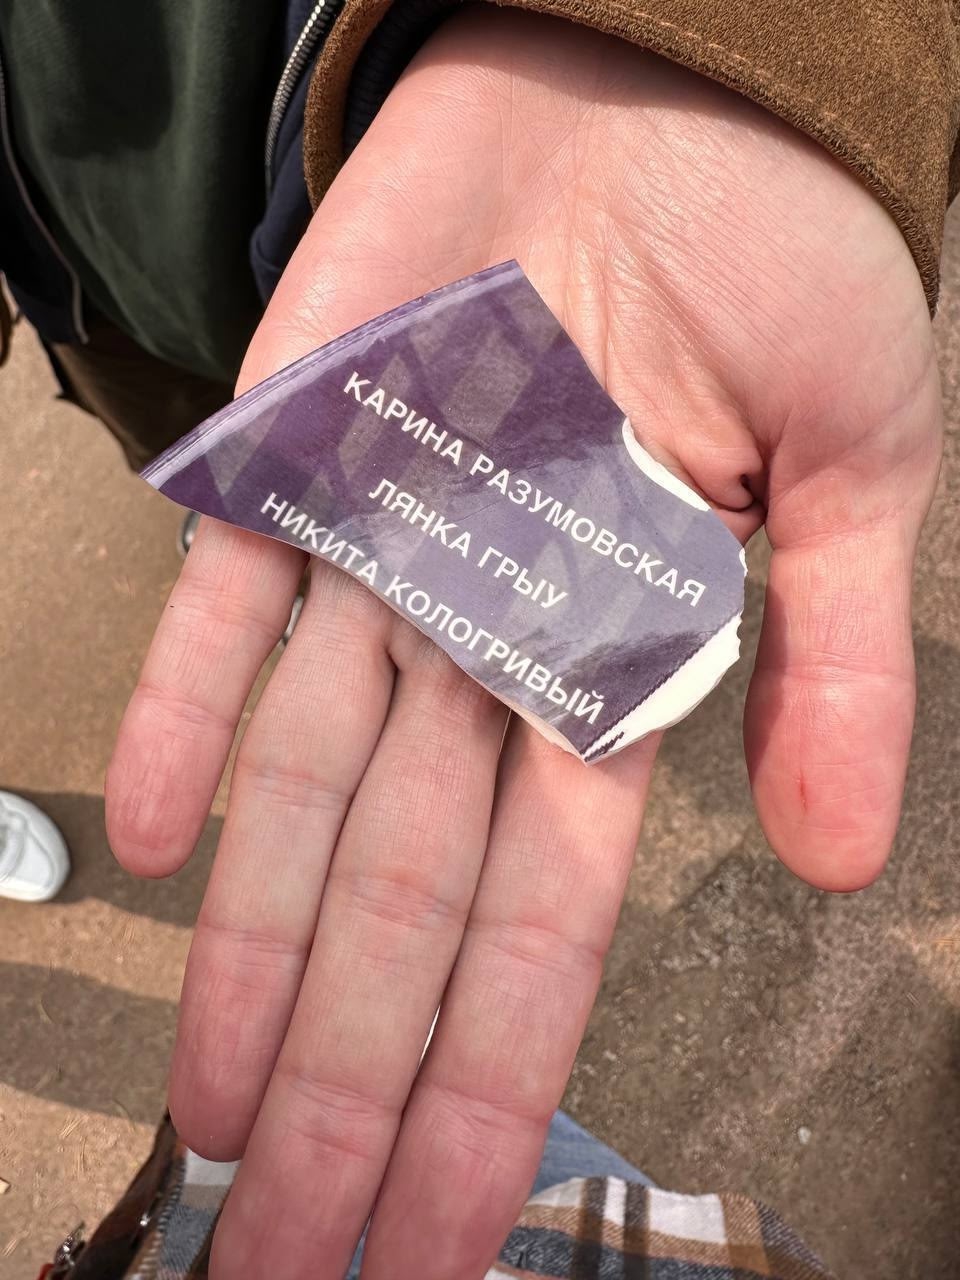 КАРИНА РАЗУМОВСКАЯ
ЛЯНКА ГРЫУ
НИКИТА КОЛОГРИВЫЙ